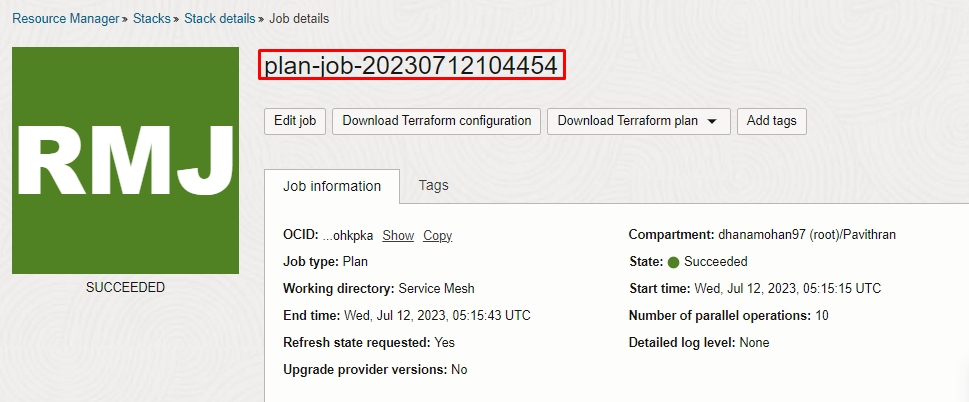 Resource Manager » Stacks » Stack details » Job details
RMJ
SUCCEEDED
plan-job-20230712104454
Edit job
Download Terraform configuration
Download Terraform plan
Add tags
Job information
Tags
OCID: ...ohkpka Show Copy
Compartment: dhanamohan97 (root)/Pavithran
Job type: Plan
State: Succeeded
Working directory: Service Mesh
Start time: Wed, Jul 12, 2023, 05:15:15 UTC
End time: Wed, Jul 12, 2023, 05:15:43 UTC
Number of parallel operations: 10
Refresh state requested: Yes
Detailed log level: None
Upgrade provider versions: No